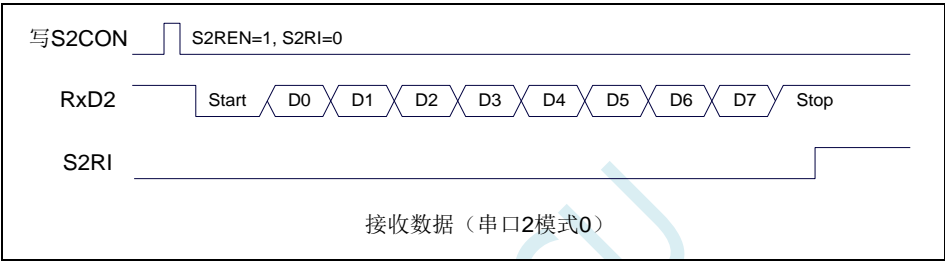 写S2CON S2REN=1, S2RI=0
RxD2 Start D0 D1 D2 D3 D4 D5 D6 D7 Stop
S2RI
接收数据（串口2模式0）